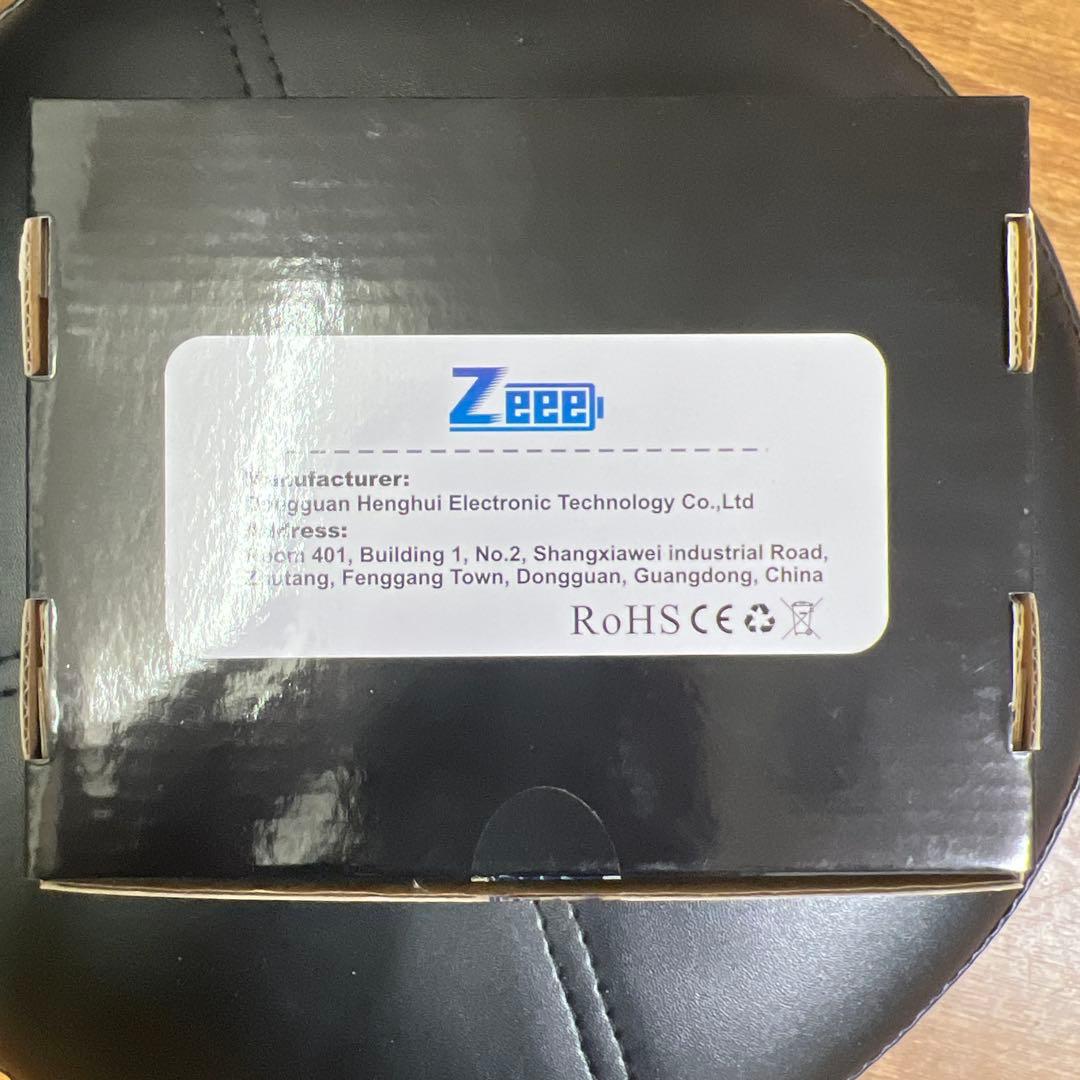 Zeee
Manufacturer:
Dongguan Henghui Electronic Technology Co.,Ltd
Address:
Room 401, Building 1, No.2, Shangxiawei industrial Road,
Zhutang, Fenggang Town, Dongguan, Guangdong, China
RoHS CE